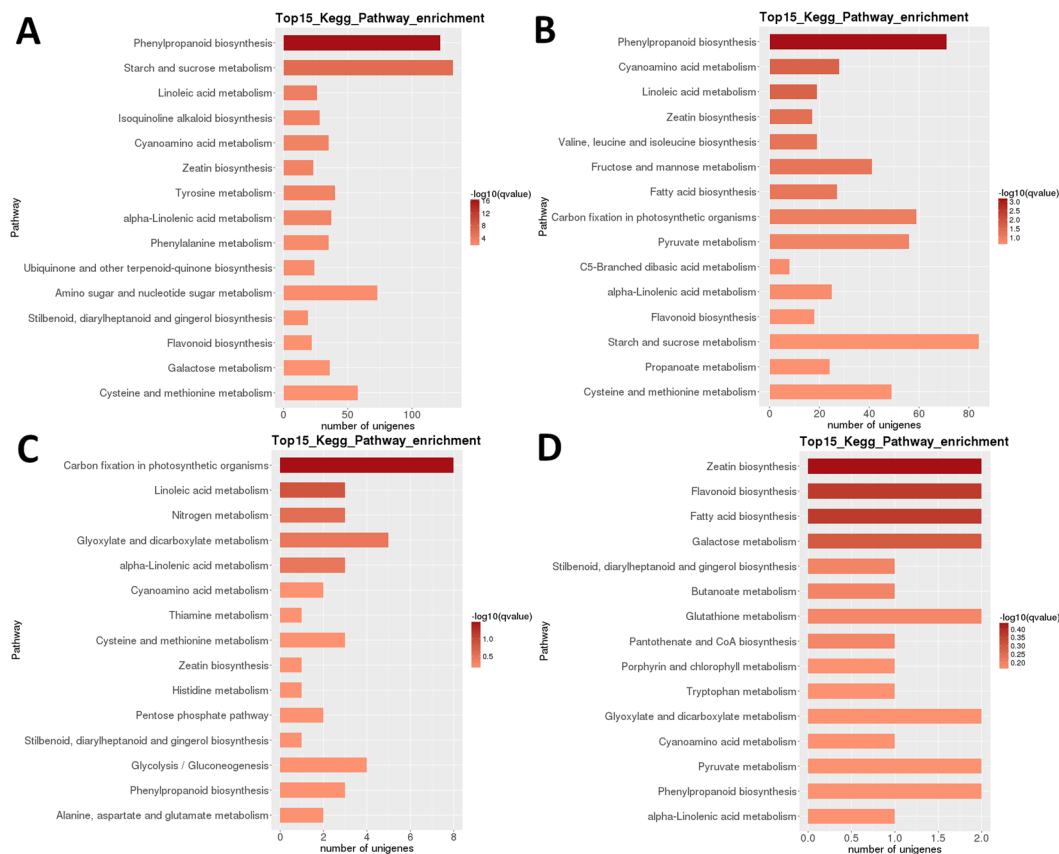 A
Top15_Kegg_Pathway_enrichment
Pathway
Phenylpropanoid biosynthesis
Starch and sucrose metabolism
Linoleic acid metabolism
Isoquinoline alkaloid biosynthesis
Cyanoamino acid metabolism
Zeatin biosynthesis
Tyrosine metabolism
alpha-Linolenic acid metabolism
Phenylalanine metabolism
Ubiquinone and other terpenoid-quinone biosynthesis
Amino sugar and nucleotide sugar metabolism
Stilbenoid, diarylheptanoid and gingerol biosynthesis
Flavonoid biosynthesis
Galactose metabolism
Cysteine and methionine metabolism
0 50 100
number of unigenes
-log10(qvalue)
16
12
8
4
B
Top15_Kegg_Pathway_enrichment
Pathway
Phenylpropanoid biosynthesis
Cyanoamino acid metabolism
Linoleic acid metabolism
Zeatin biosynthesis
Valine, leucine and isoleucine biosynthesis
Fructose and mannose metabolism
Fatty acid biosynthesis
Carbon fixation in photosynthetic organisms
Pyruvate metabolism
C5-Branched dibasic acid metabolism
alpha-Linolenic acid metabolism
Flavonoid biosynthesis
Starch and sucrose metabolism
Propanoate metabolism
Cysteine and methionine metabolism
0 20 40 60 80
number of unigenes
-log10(qvalue)
3.0
2.5
2.0
1.5
1.0
C
Top15_Kegg_Pathway_enrichment
Pathway
Carbon fixation in photosynthetic organisms
Linoleic acid metabolism
Nitrogen metabolism
Glyoxylate and dicarboxylate metabolism
alpha-Linolenic acid metabolism
Cyanoamino acid metabolism
Thiamine metabolism
Cysteine and methionine metabolism
Zeatin biosynthesis
Histidine metabolism
Pentose phosphate pathway
Stilbenoid, diarylheptanoid and gingerol biosynthesis
Glycolysis / Gluconeogenesis
Phenylpropanoid biosynthesis
Alanine, aspartate and glutamate metabolism
0 2 4 6 8
number of unigenes
-log10(qvalue)
1.0
0.5
D
Top15_Kegg_Pathway_enrichment
Pathway
Zeatin biosynthesis
Flavonoid biosynthesis
Fatty acid biosynthesis
Galactose metabolism
Stilbenoid, diarylheptanoid and gingerol biosynthesis
Butanoate metabolism
Glutathione metabolism
Pantothenate and CoA biosynthesis
Porphyrin and chlorophyll metabolism
Tryptophan metabolism
Glyoxylate and dicarboxylate metabolism
Cyanoamino acid metabolism
Pyruvate metabolism
Phenylpropanoid biosynthesis
alpha-Linolenic acid metabolism
0.0 0.5 1.0 1.5 2.0
number of unigenes
-log10(qvalue)
0.40
0.35
0.30
0.25
0.20